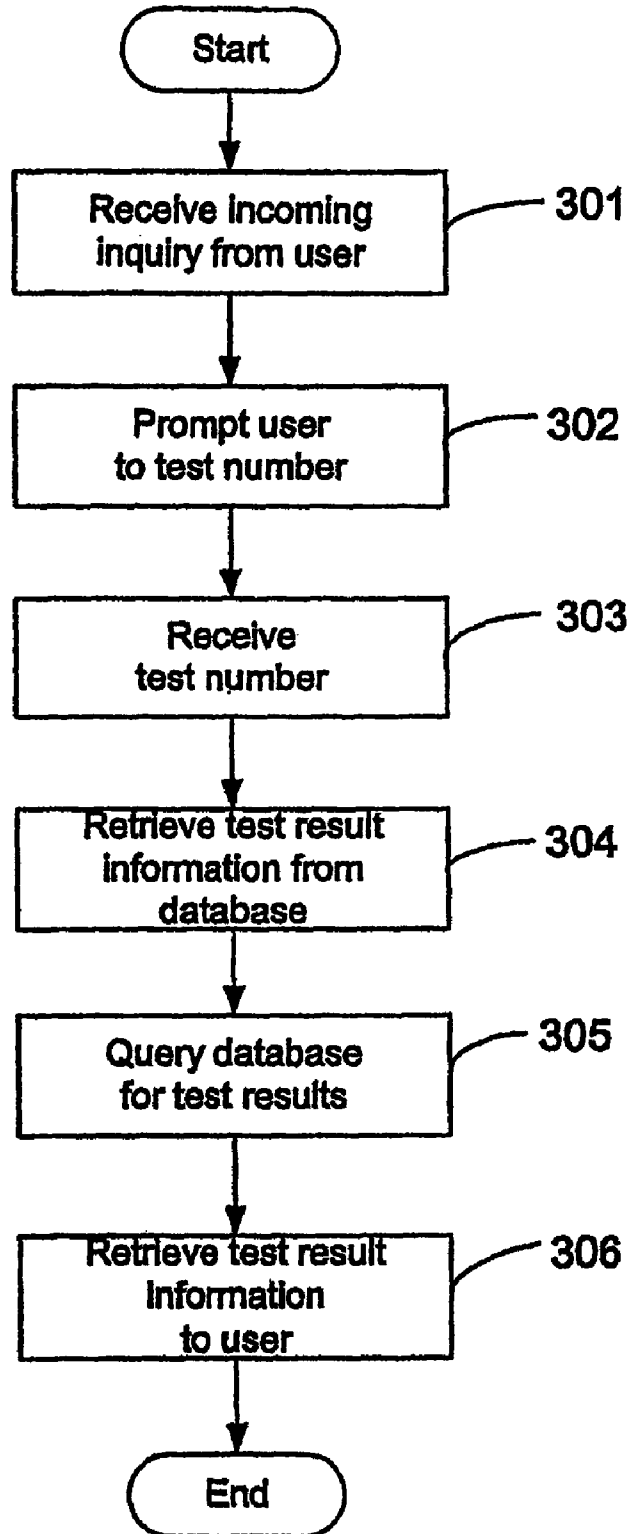 Start
Receive incoming
inquiry from user
301
Prompt user
to test number
302
Receive
test number
303
Retrieve test result
information from
database
304
Query database
for test results
305
Retrieve test result
information
to user
306
End